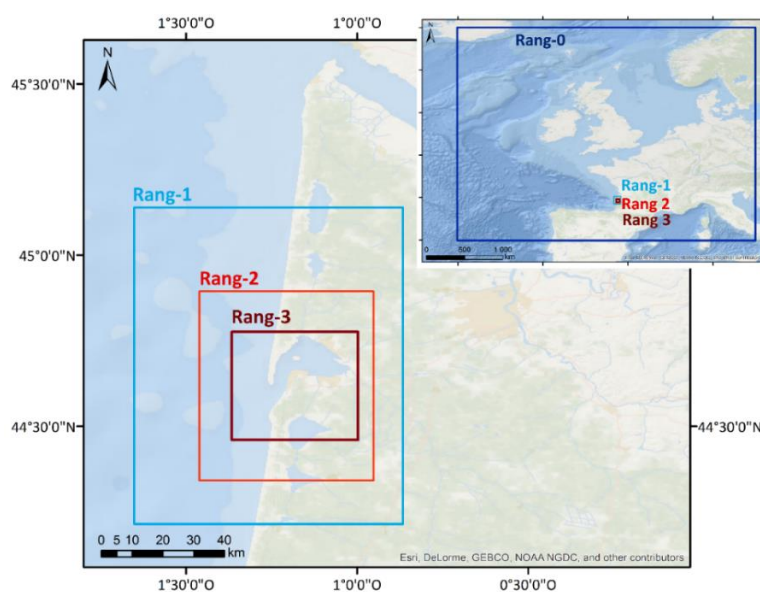 1°30'0"O
1°0'0"O
N
45°30'0"N
45°0'0"N
44°30'0"N
Rang-1
Rang-2
Rang-3
0 5 10 20 30 40
km
Esri, DeLorme, GEBCO, NOAA NGDC, and other contributors
44°30'0"N
1°30'0"O
1°0'0"O
0°30'0"O
N
Rang-0
Rang-1
Rang 2
Rang 3
0 500 1 000
km